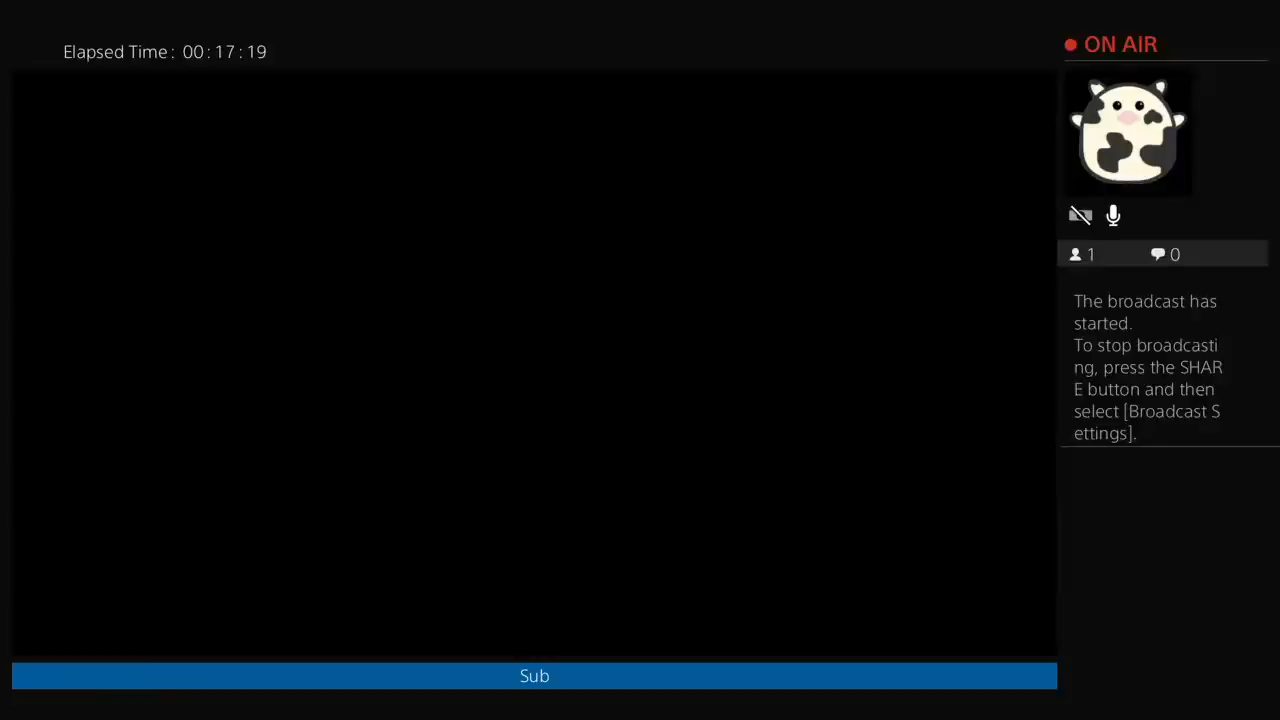 Elapsed Time: 00:17:19
ON AIR
1 0
The broadcast has
started.
To stop broadcasti
ng, press the SHAR
E button and then
select [Broadcast S
ettings].
Sub